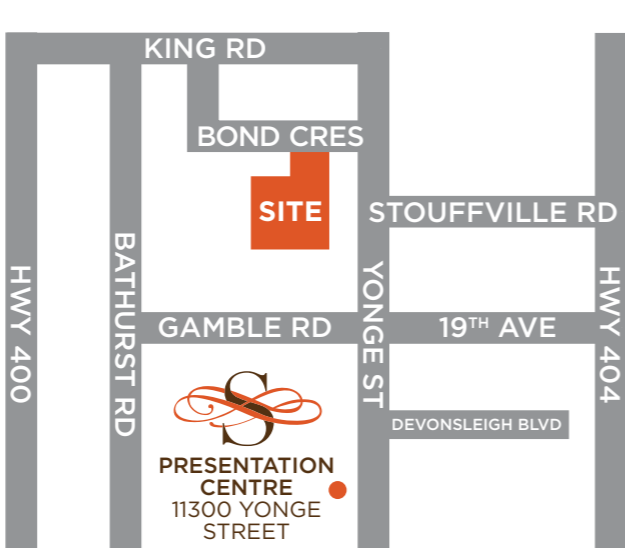 KING RD
BOND CRES
SITE
STOUFFVILLE RD
HWY 400
BATHURST RD
YONGE ST
HWY 404
GAMBLE RD
19TH AVE
DEVONSLEIGH BLVD
S
PRESENTATION
CENTRE
11300 YONGE
STREET